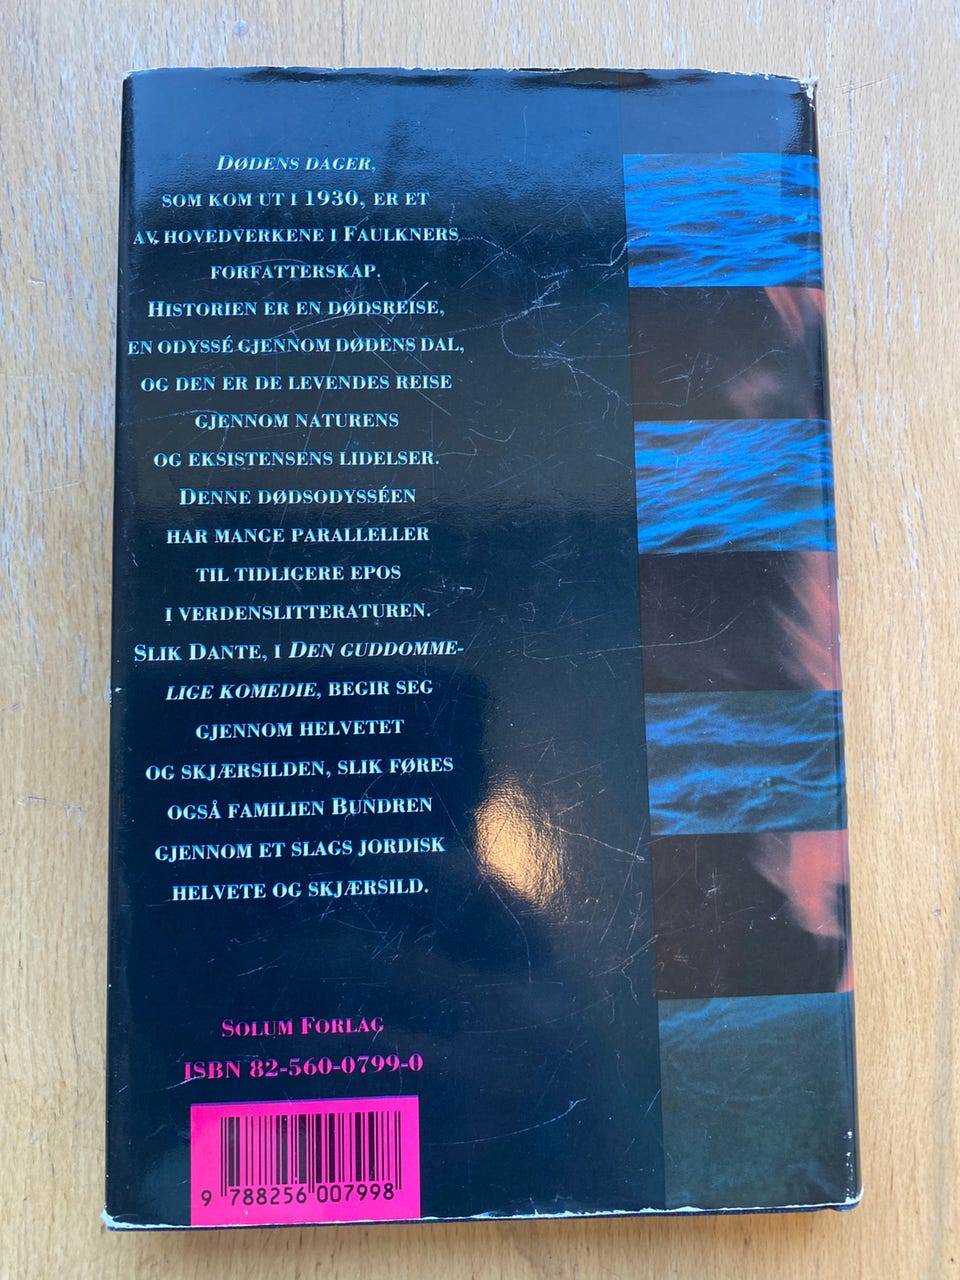 Dødens dager,
som kom ut i 1930, er et
av hovedverkene i Faulkners
forfatterskap.
Historien er en dødsreise,
en odyssé gjennom dødens dal,
og den er de levendes reise
gjennom naturens
og eksistensens lidelser.
Denne dødsodysséen
har mange paralleller
til tidligere epos
i verdenslitteraturen.
Slik Dante, i Den guddomme-
lige komedie, begir seg
gjennom helvetet
og skjærsilden, slik føres
også familien Bundren
gjennom et slags jordisk
helvete og skjærsild.
Solum Forlag
ISBN 82-560-0799-0
9 788256 007998